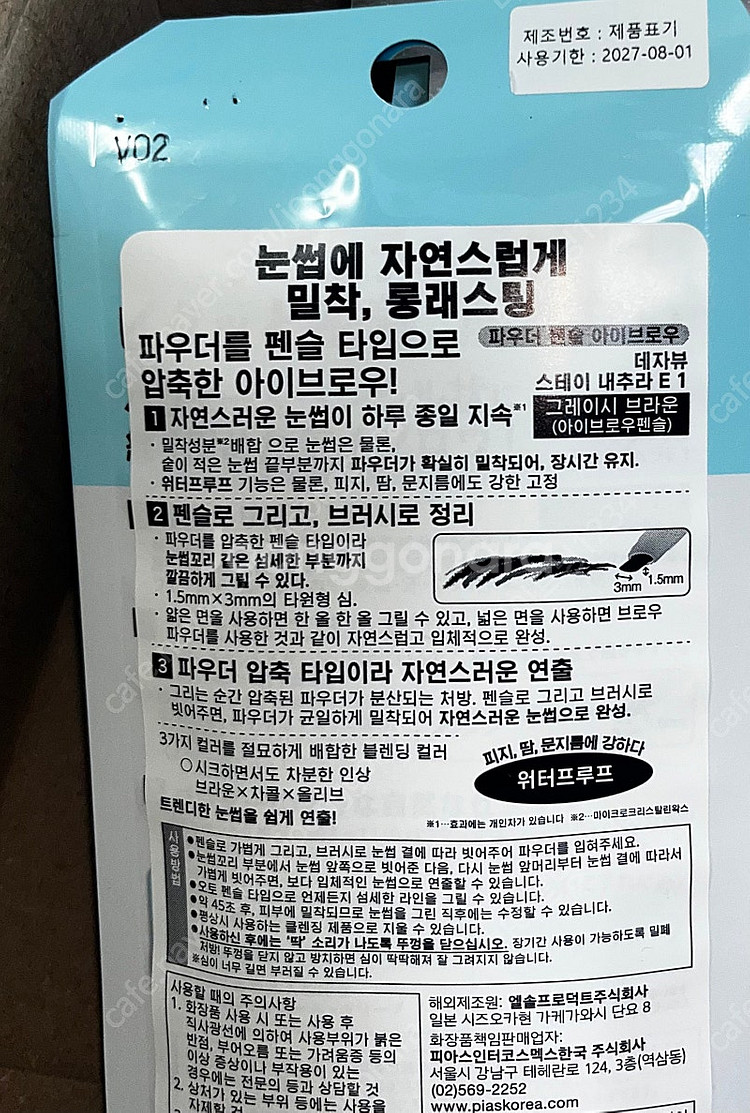 제조번호 : 제품표기
사용기한 : 2027-08-01
V02
눈썹에 자연스럽게
밀착, 롱래스팅
파우더를 펜슬 타입으로
압축한 아이브로우!
파우더 펜슬 아이브로우
데자뷰
스테이 내추라 E 1
그레이시 브라운
(아이브로우펜슬)
1 자연스러운 눈썹이 하루 종일 지속※1
· 밀착성분※2배합 으로 눈썹은 물론,
숱이 적은 눈썹 끝부분까지 파우더가 확실히 밀착되어, 장시간 유지.
· 워터프루프 기능은 물론, 피지, 땀, 문지름에도 강한 고정
2 펜슬로 그리고, 브러시로 정리
· 파우더를 압축한 펜슬 타입이라
눈썹꼬리 같은 섬세한 부분까지
깔끔하게 그릴 수 있다.
· 1.5mm×3mm의 타원형 심.
3mm
1.5mm
· 얇은 면을 사용하면 한 올 한 올 그릴 수 있고, 넓은 면을 사용하면 브로우
파우더를 사용한 것과 같이 자연스럽고 입체적으로 완성.
3 파우더 압축 타입이라 자연스러운 연출
· 그리는 순간 압축된 파우더가 분산되는 처방. 펜슬로 그리고 브러시로
빗어주면, 파우더가 균일하게 밀착되어 자연스러운 눈썹으로 완성.
3가지 컬러를 절묘하게 배합한 블렌딩 컬러
○시크하면서도 차분한 인상
브라운×차콜×올리브
트렌디한 눈썹을 쉽게 연출!
피지, 땀, 문지름에 강하다
워터프루프
※1…효과에는 개인차가 있습니다 ※2…마이크로크리스탈린왁스
사용방법
●펜슬로 가볍게 그리고, 브러시로 눈썹 결에 따라 빗어주어 파우더를 입혀주세요.
●눈썹꼬리 부분에서 눈썹 앞쪽으로 빗어준 다음, 다시 눈썹 앞머리부터 눈썹 결에 따라서
가볍게 빗어주면, 보다 입체적인 눈썹으로 연출할 수 있습니다.
●오토 펜슬 타입으로 언제든지 섬세한 라인을 그릴 수 있습니다.
●약 45초 후, 피부에 밀착되므로 눈썹을 그린 직후에는 수정할 수 있습니다.
●평상시 사용하는 클렌징 제품으로 지울 수 있습니다.
●사용하신 후에는 '딱' 소리가 나도록 뚜껑을 닫으십시오. 장기간 사용이 가능하도록 밀폐
처방! 뚜껑을 닫지 않고 방치하면 심이 딱딱해져 잘 그려지지 않습니다.
※심이 너무 길면 부러질 수 있습니다.
사용할 때의 주의사항
1. 화장품 사용 시 또는 사용 후
직사광선에 의하여 사용부위가 붉은
반점, 부어오름 또는 가려움증 등의
이상 증상이나 부작용이 있는
경우에는 전문의 등과 상담할 것
2. 상처가 있는 부위 등에는 사용을
자제할 것
해외제조원: 엘솔프로덕트주식회사
일본 시즈오카현 가케가와시 단요 8
화장품책임판매업자:
피아스인터코스멕스한국 주식회사
서울시 강남구 테헤란로 124, 3층(역삼동)
(02)569-2252
www.piaskorea.com